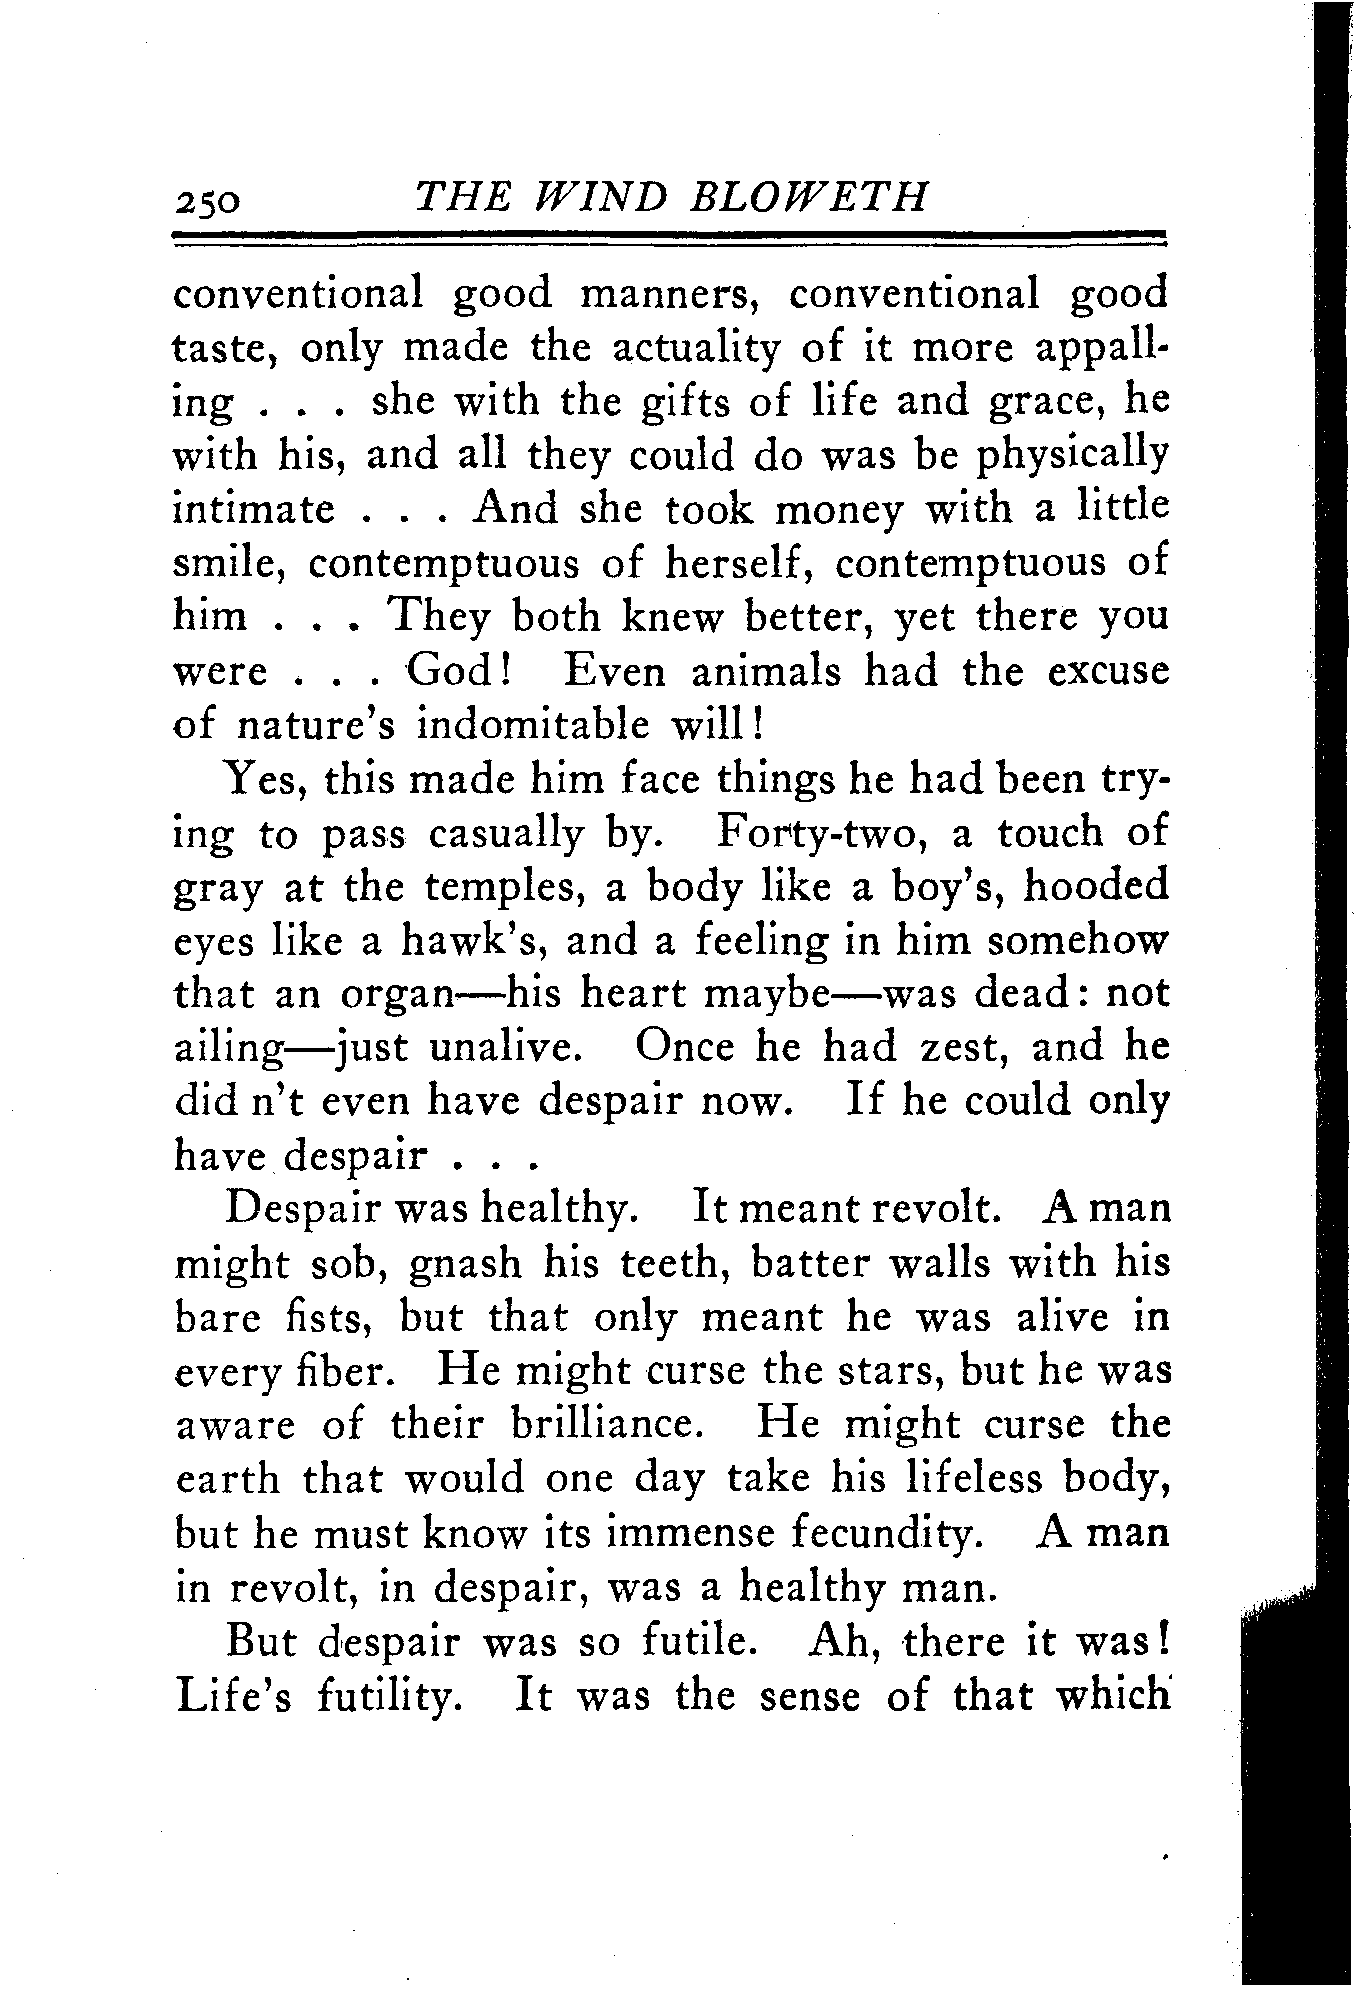 250 THE WIND BLOWETH
conventional good manners, conventional good
taste, only made the actuality of it more appall-
ing . . . she with the gifts of life and grace, he
with his, and all they could do was be physically
intimate . . . And she took money with a little
smile, contemptuous of herself, contemptuous of
him . . . They both knew better, yet there you
were . . . God! Even animals had the excuse
of nature's indomitable will!
Yes, this made him face things he had been try-
ing to pass casually by. Forty-two, a touch of
gray at the temples, a body like a boy's, hooded
eyes like a hawk's, and a feeling in him somehow
that an organ—his heart maybe—was dead: not
ailing—just unalive. Once he had zest, and he
did n't even have despair now. If he could only
have despair . . .
Despair was healthy. It meant revolt. A man
might sob, gnash his teeth, batter walls with his
bare fists, but that only meant he was alive in
every fiber. He might curse the stars, but he was
aware of their brilliance. He might curse the
earth that would one day take his lifeless body,
but he must know its immense fecundity. A man
in revolt, in despair, was a healthy man.
But despair was so futile. Ah, there it was!
Life's futility. It was the sense of that which